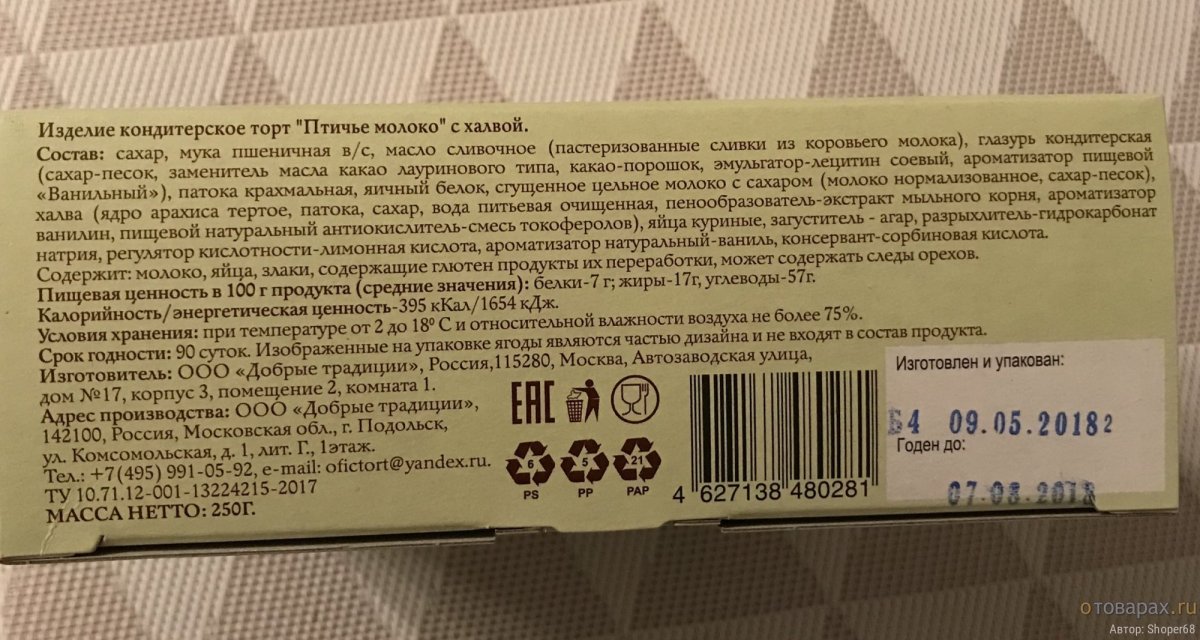 Изделие кондитерское торт "Птичье молоко" с халвой.
Состав: сахар, мука пшеничная в/с, масло сливочное (пастеризованные сливки из коровьего молока), глазурь кондитерская
(сахар-песок, заменитель масла какао лауринового типа, какао-порошок, эмульгатор-лецитин соевый, ароматизатор пищевой
«Ванильный»), патока крахмальная, яичный белок, сгущенное цельное молоко с сахаром (молоко нормализованное, сахар-песок),
халва (ядро арахиса тертое, патока, сахар, вода питьевая очищенная, пенообразователь-экстракт мыльного корня, ароматизатор
ванилин, пищевой натуральный антиокислитель-смесь токоферолов), яйца куриные, загуститель - агар, разрыхлитель-гидрокарбонат
натрия, регулятор кислотности-лимонная кислота, ароматизатор натуральный-ваниль, консервант-сорбиновая кислота.
Содержит: молоко, яйца, злаки, содержащие глютен продукты их переработки, может содержать следы орехов.
Пищевая ценность в 100 г продукта (средние значения): белки-7 г; жиры-17г, углеводы-57г.
Калорийность/энергетическая ценность-395 кКал/1654 кДж.
Условия хранения: при температуре от 2 до 18⁰ С и относительной влажности воздуха не более 75%.
Срок годности: 90 суток. Изображенные на упаковке ягоды являются частью дизайна и не входят в состав продукта.
Изготовитель: ООО «Добрые традиции», Россия,115280, Москва, Автозаводская улица,
дом №17, корпус 3, помещение 2, комната 1.
Адрес производства: ООО «Добрые традиции»,
142100, Россия, Московская обл., г. Подольск,
ул. Комсомольская, д. 1, лит. Г., 1этаж.
Тел.: +7(495) 991-05-92, e-mail: ofictort@yandex.ru.
ТУ 10.71.12-001-13224215-2017
МАССА НЕТТО: 250Г.
EAC
6 5 21
PS PP PAP
4 627138 480281
Изготовлен и упакован:
Б4 09.05.2018 2
Годен до:
07.08.2018
отоварах.ru
Автор: Shoper68